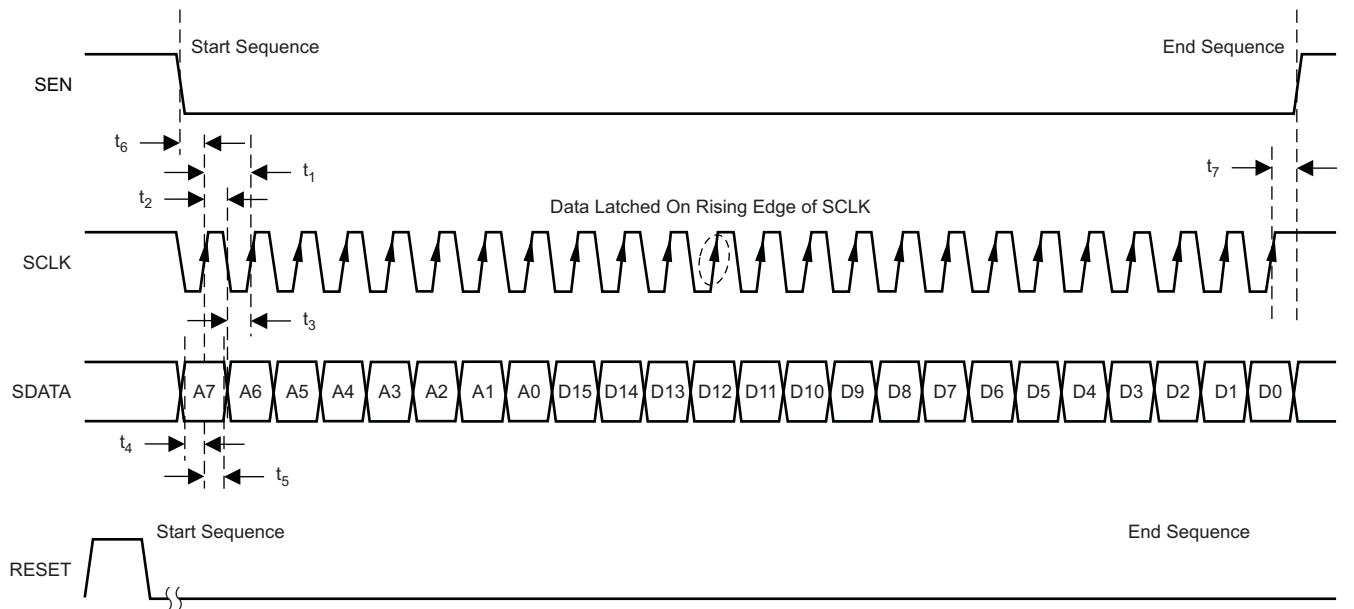 Start Sequence
End Sequence
SEN
t6
t1
t7
t2
Data Latched On Rising Edge of SCLK
SCLK
t3
SDATA
A7 A6 A5 A4 A3 A2 A1 A0 D15 D14 D13 D12 D11 D10 D9 D8 D7 D6 D5 D4 D3 D2 D1 D0
t4
t5
Start Sequence
End Sequence
RESET